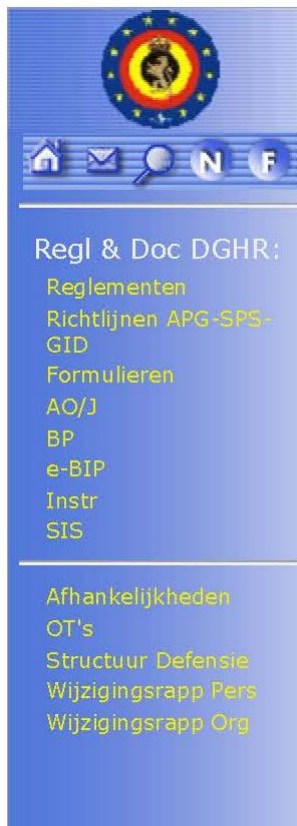 N F
Regl & Doc DGHR:
Reglementen
Richtlijnen APG-SPS-
GID
Formulieren
AO/J
BP
e-BIP
Instr
SIS
Afhankelijkheden
OT's
Structuur Defensie
Wijzigingsrapp Pers
Wijzigingsrapp Org